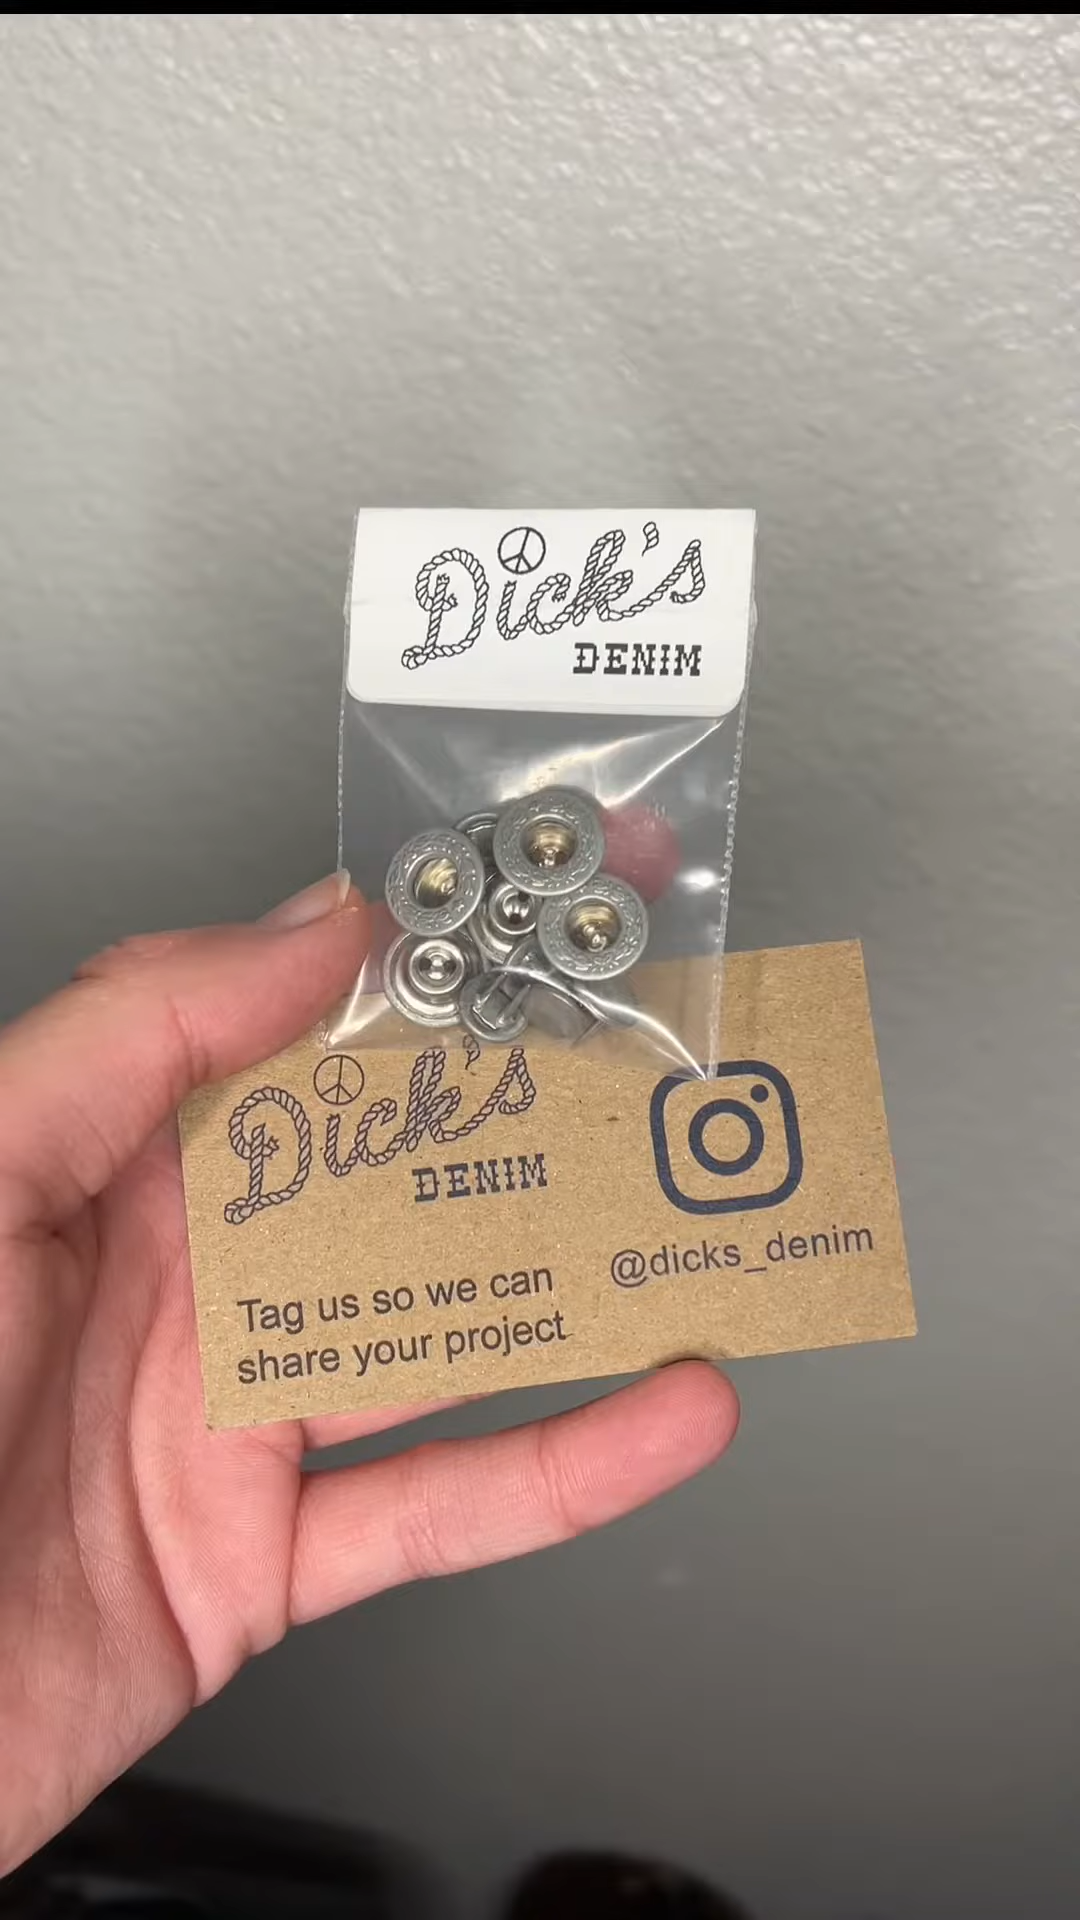 Dick's
DENIM
Dick's
DENIM
Tag us so we can
share your project
@dicks_denim